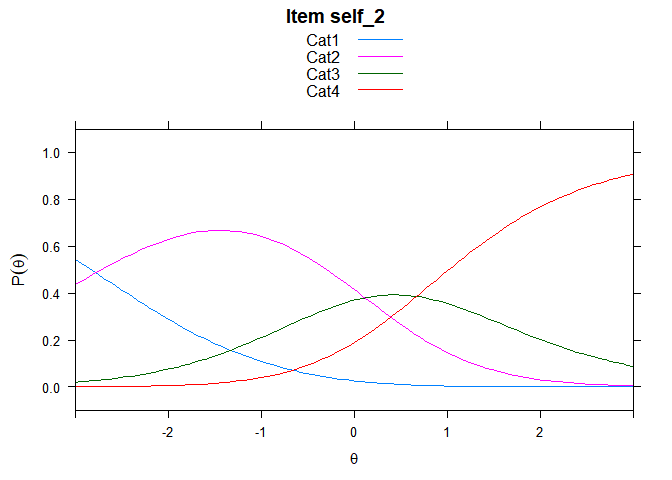 Item self_2
Cat1
Cat2
Cat3
Cat4
P(θ)
1.0
0.8
0.6
0.4
0.2
0.0
-2 -1 0 1 2
θ